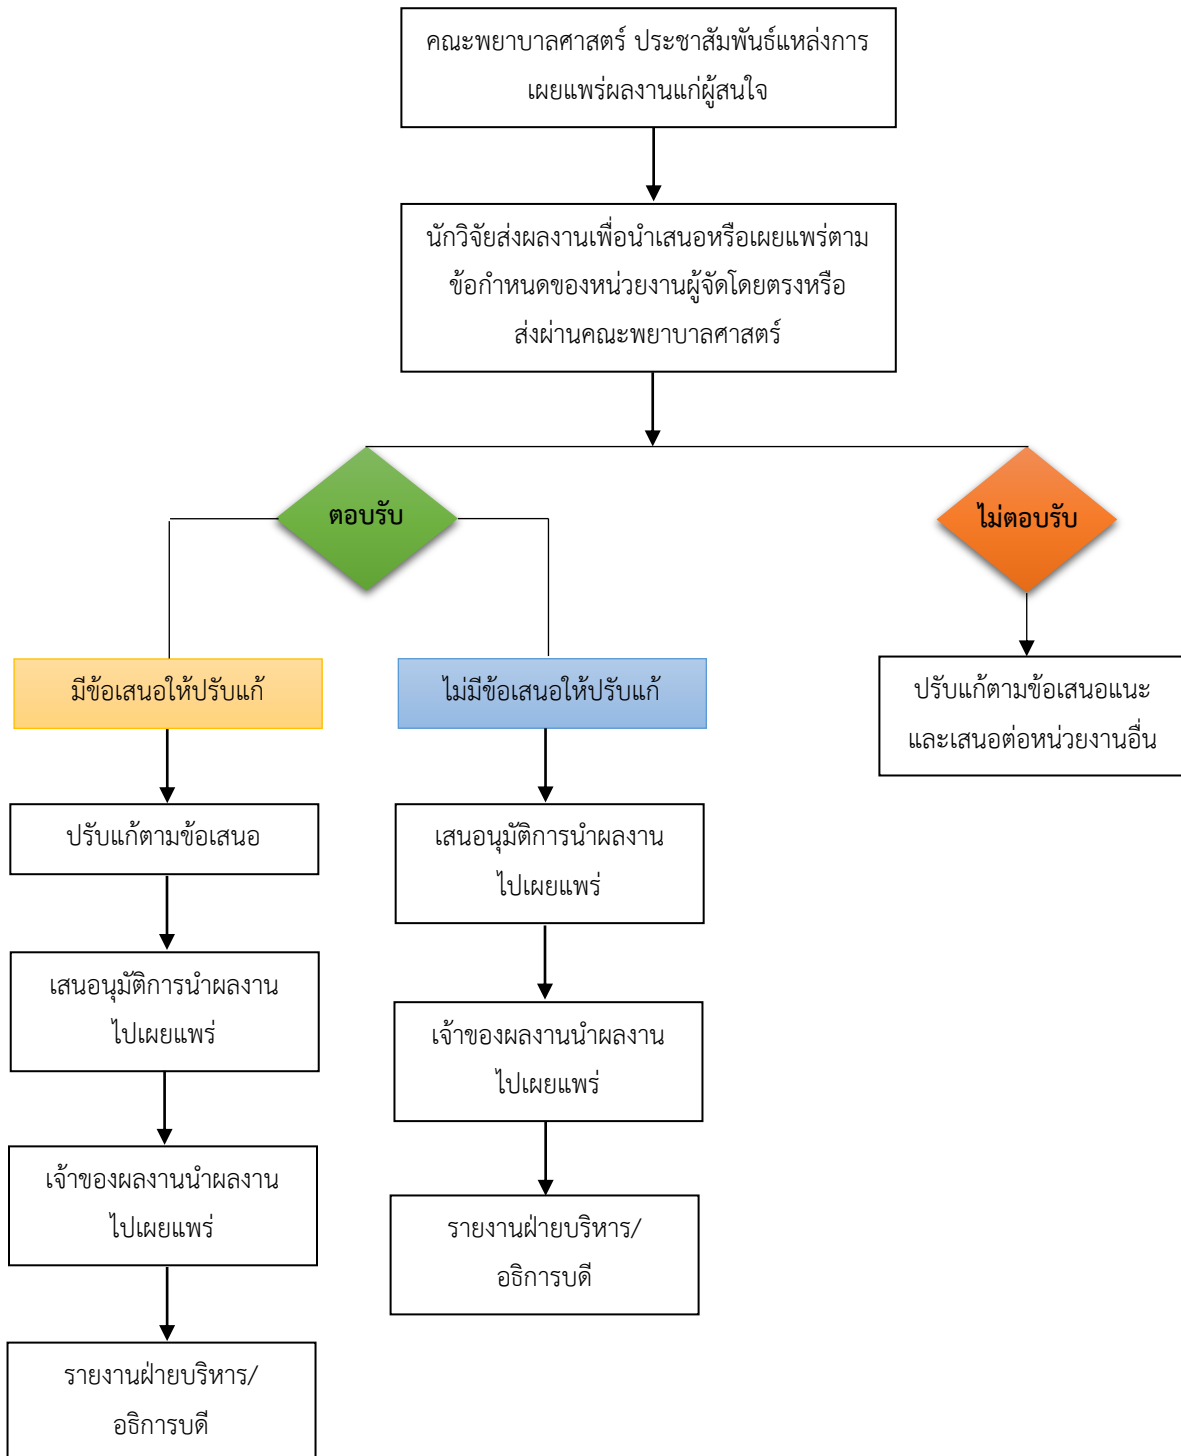 คณะพยาบาลศาสตร์ ประชาสัมพันธ์แหล่งการ
เผยแพร่ผลงานแก่ผู้สนใจ
นักวิจัยส่งผลงานเพื่อนำเสนอหรือเผยแพร่ตาม
ข้อกำหนดของหน่วยงานผู้จัดโดยตรงหรือ
ส่งผ่านคณะพยาบาลศาสตร์
ตอบรับ
ไม่ตอบรับ
มีข้อเสนอให้ปรับแก้
ปรับแก้ตามข้อเสนอ
เสนอนุมัติการนำผลงาน
ไปเผยแพร่
เจ้าของผลงานนำผลงาน
ไปเผยแพร่
รายงานฝ่ายบริหาร/
อธิการบดี
ไม่มีข้อเสนอให้ปรับแก้
เสนอนุมัติการนำผลงาน
ไปเผยแพร่
เจ้าของผลงานนำผลงาน
ไปเผยแพร่
รายงานฝ่ายบริหาร/
อธิการบดี
ปรับแก้ตามข้อเสนอแนะ
และเสนอต่อหน่วยงานอื่น